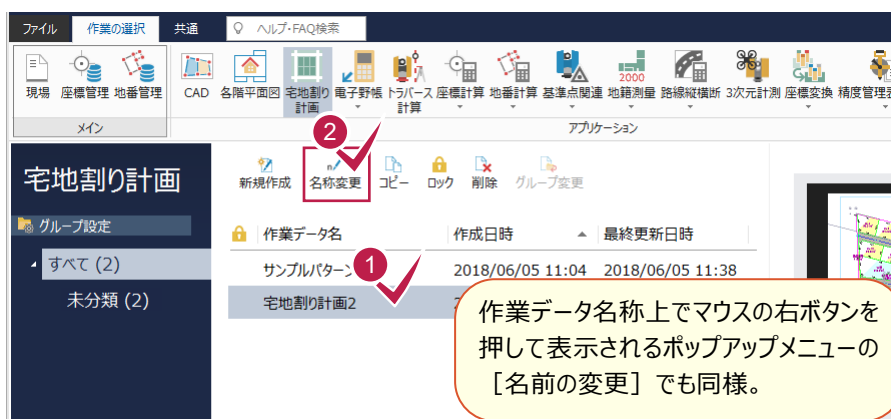 ファイル 作業の選択 共通 ヘルプ・FAQ検索
現場 座標管理 地番管理 CAD 各階平面図 宅地割り計画 電子野帳 トラバース計算 座標計算 地番計算 基準点関連 2000 地籍測量 路線縦横断 3次元計測 座標変換 精度管理
メイン アプリケーション
2
宅地割り計画
新規作成 名称変更 コピー ロック 削除 グループ変更
グループ設定
作業データ名 作成日時 最終更新日時
すべて (2)
サンプルパターン 2018/06/05 11:04 2018/06/05 11:38
1
未分類 (2)
宅地割り計画2
作業データ名称上でマウスの右ボタンを
押して表示されるポップアップメニューの
［名前の変更］でも同様。